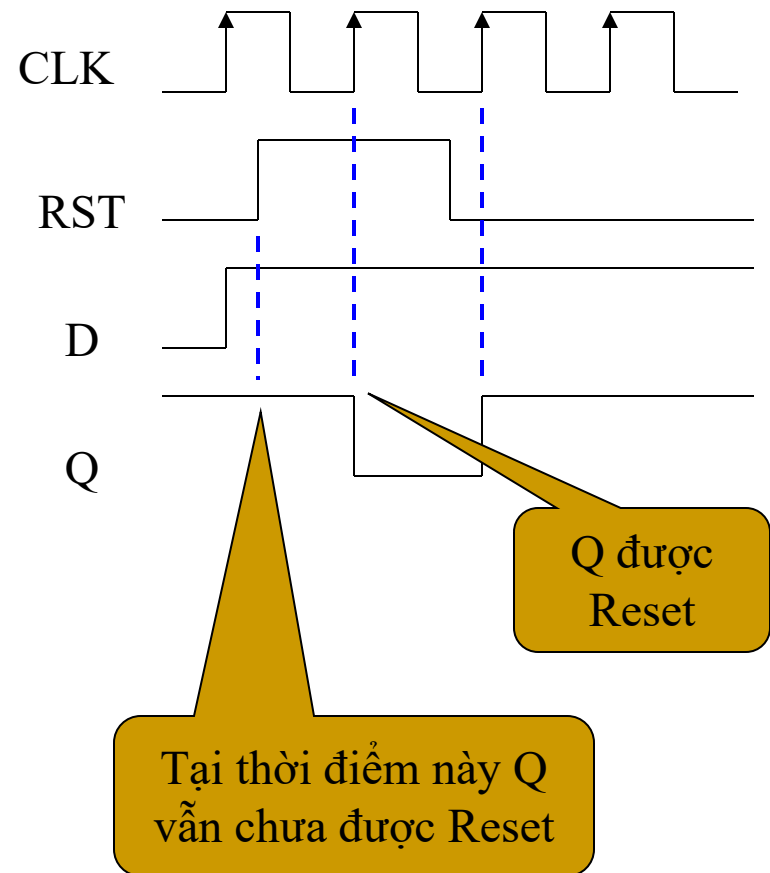 CLK
RST
D
Q
Q được
Reset
Tại thời điểm này Q
vẫn chưa được Reset